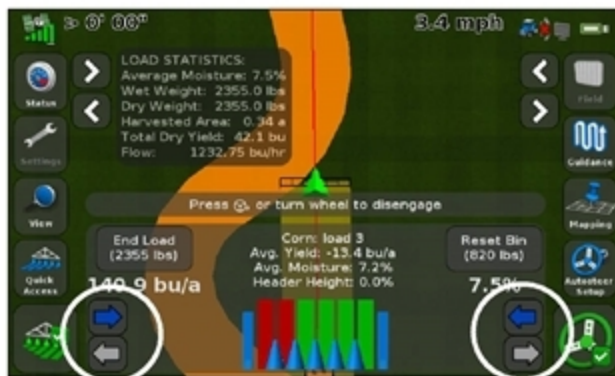 > 0' 00"
3.4 mph
LOAD STATISTICS:
Average Moisture: 7.5%
Wet Weight: 2355.0 lbs
Dry Weight: 2355.0 lbs
Harvested Area: 0.34 a
Total Dry Yield: 42.1 bu
Flow: 1232.75 bu/hr
Status
Settings
View
Quick
Access
Field
Guidance
Mapping
Autosteer
Setup
Press or turn wheel to disengage
End Load
(2355 lbs)
Corn: load 3
Avg. Yield: -13.4 bu/a
Avg. Moisture: 7.2%
Header Height: 0.0%
Reset Bin
(820 lbs)
140.9 bu/a
7.5%